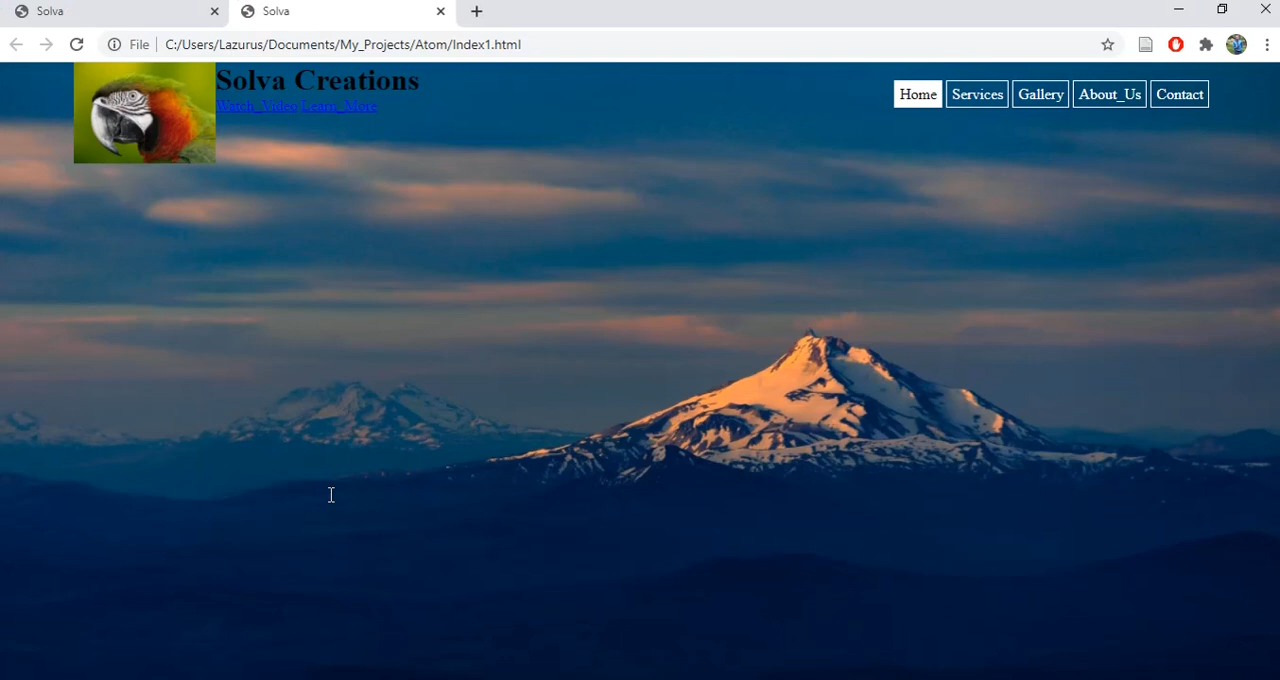 Solva
Solva
File
C:/Users/Lazurus/Documents/My_Projects/Atom/Index1.html
Solva Creations
Watch_Video Learn_More
Home Services Gallery About_Us Contact